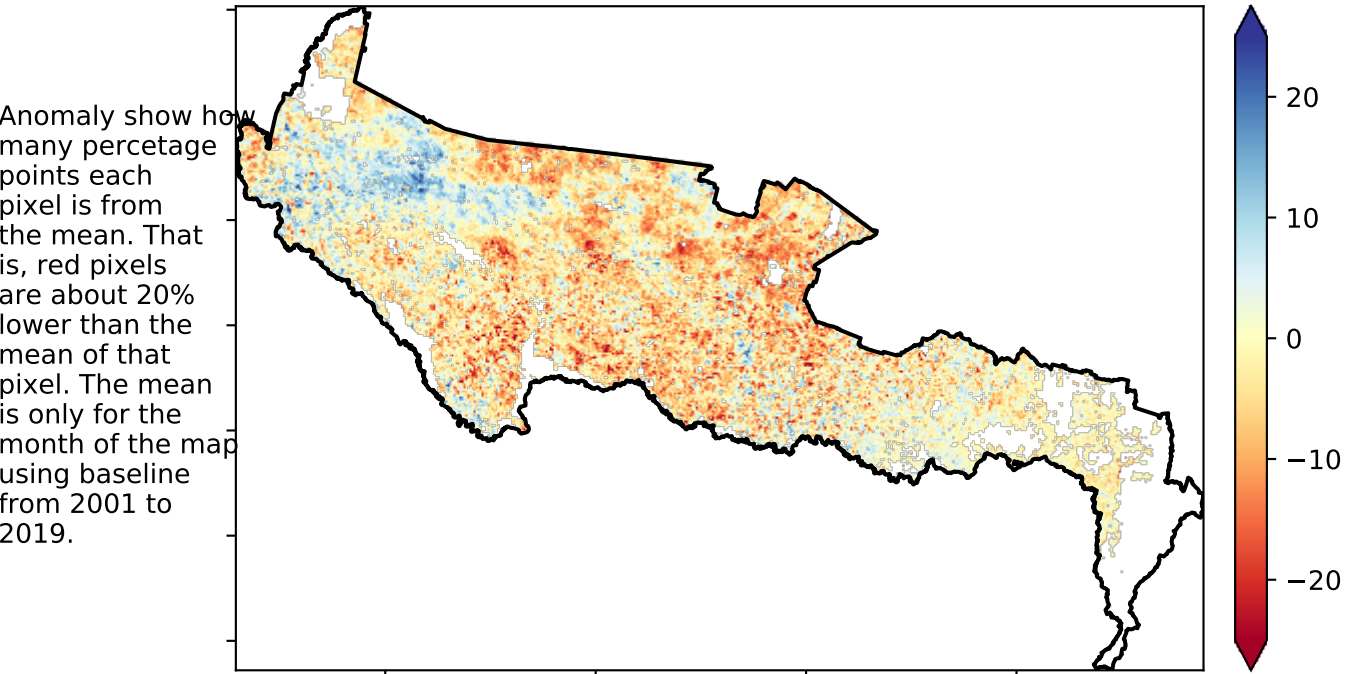 Anomaly show how
many percetage
points each
pixel is from
the mean. That
is, red pixels
are about 20%
lower than the
mean of that
pixel. The mean
is only for the
month of the map
using baseline
from 2001 to
2019.
20
10
0
−10
−20